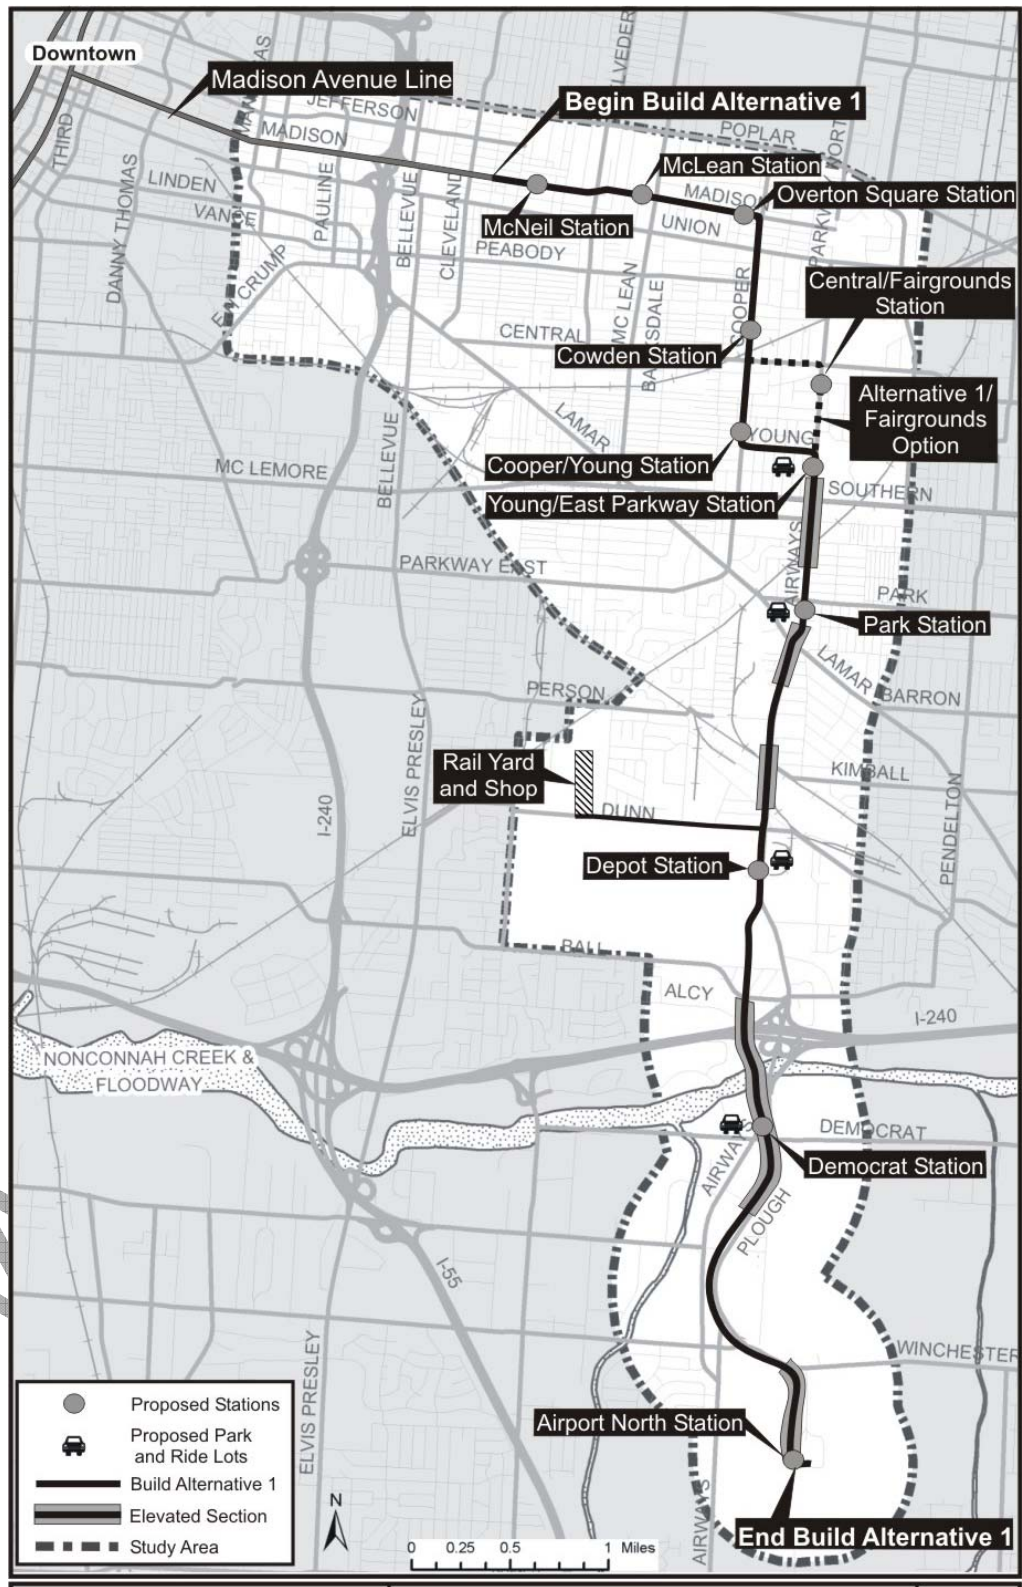 Downtown
Madison Avenue Line
Begin Build Alternative 1
JEFFERSON
POPLAR
MADISON
THIRD
McLean Station
LINDEN
MADISON
Overton Square Station
DANNY THOMAS
PAULINE
BELLEVUE
CLEVELAND
McNeil Station
UNION
VANCE
PEABODY
E.H CRUMP
MC LEAN
COOPER
Central/Fairgrounds
Station
CENTRAL
Cowden Station
BARKSDALE
LAMAR
Alternative 1/
Fairgrounds
Option
BELLEVUE
YOUNG
MC LEMORE
Cooper/Young Station
SOUTHERN
Young/East Parkway Station
AIRWAYS
PARKWAY EAST
PARK
Park Station
LAMAR
PERSON
BARRON
ELVIS PRESLEY
Rail Yard
and Shop
KIMBALL
I-240
DUNN
PENDELTON
Depot Station
BALL
ALCY
I-240
NONCONNAH CREEK &
FLOODWAY
DEMOCRAT
AIRWAYS
Democrat Station
PLOUGH
I-55
WINCHESTER
ELVIS PRESLEY
Airport North Station
AIRWAYS
End Build Alternative 1
Proposed Stations
Proposed Park
and Ride Lots
Build Alternative 1
Elevated Section
Study Area
N
0 0.25 0.5 1 Miles